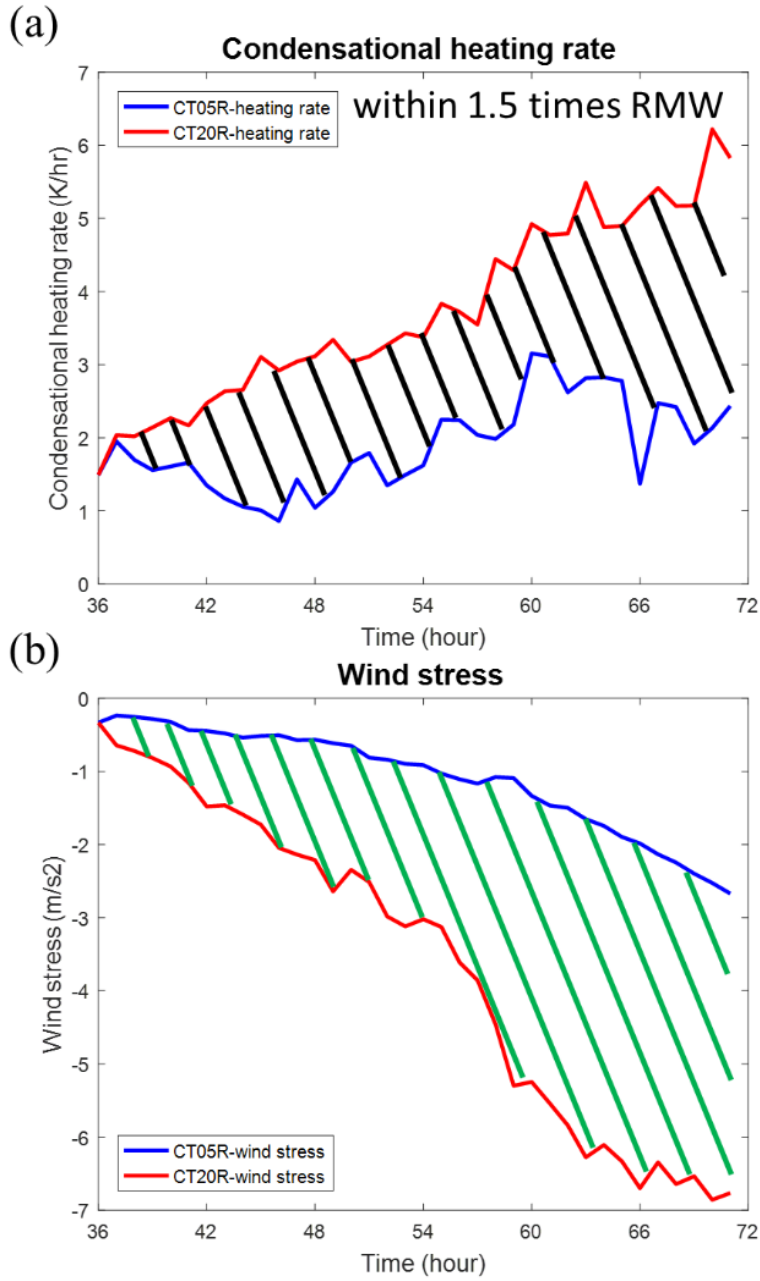 (a)
Condensational heating rate
within 1.5 times RMW
CT05R-heating rate
CT20R-heating rate
Condensational heating rate (K/hr)
7
6
5
4
3
2
1
0
36 42 48 54 60 66 72
Time (hour)
(b)
Wind stress
Wind stress (m/s2)
0
-1
-2
-3
-4
-5
-6
-7
CT05R-wind stress
CT20R-wind stress
36 42 48 54 60 66 72
Time (hour)